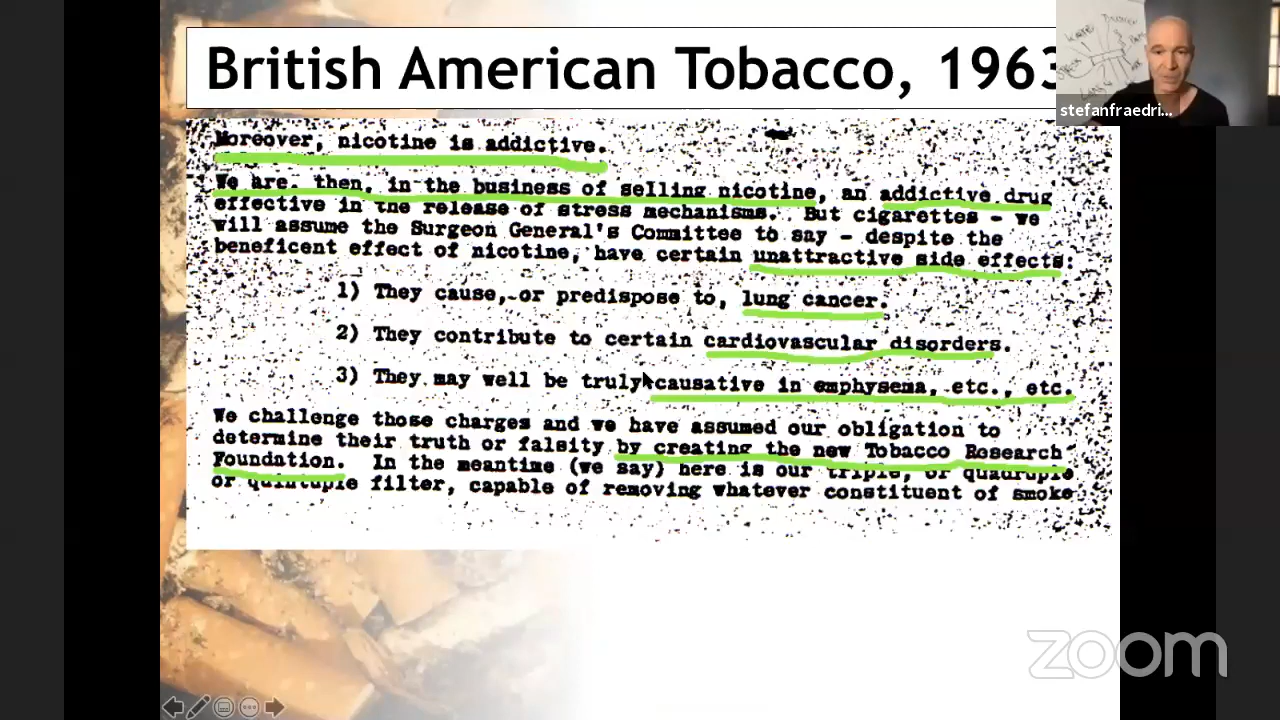 British American Tobacco, 1963
stefanfraedri...
Moreover, nicotine is addictive.
We are, then, in the business of selling nicotine, an addictive drug
effective in the release of stress mechanisms. But cigarettes - we
will assume the Surgeon General's Committee to say - despite the
beneficent effect of nicotine, have certain unattractive side effects:
1) They cause, or predispose to, lung cancer.
2) They contribute to certain cardiovascular disorders.
3) They may well be truly causative in emphysema, etc., etc.
We challenge those charges and we have assumed our obligation to
determine their truth or falsity by creating the new Tobacco Research
Foundation. In the meantime (we say) here is our triple, or quadruple
or quintuple filter, capable of removing whatever constituent of smoke
zoom